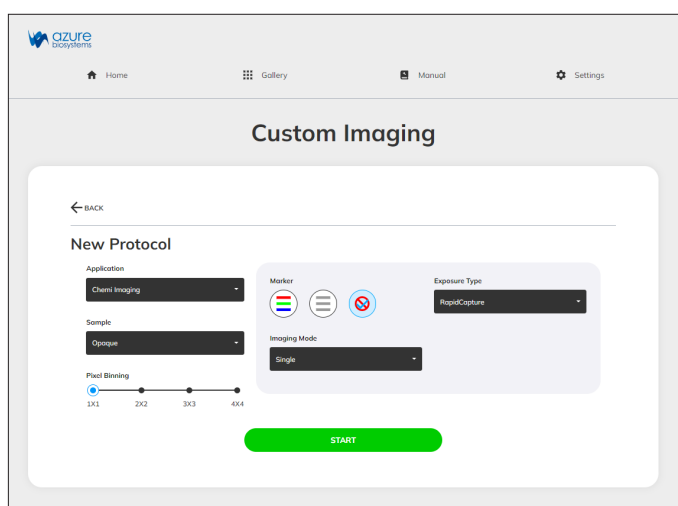 azure
biosystems
Home
Gallery
Manual
Settings
Custom Imaging
BACK
New Protocol
Application
Chemi Imaging
Sample
Opaque
Pixel Binning
1X1 2X2 3X3 4X4
Marker
Exposure Type
RapidCapture
Imaging Mode
Single
START